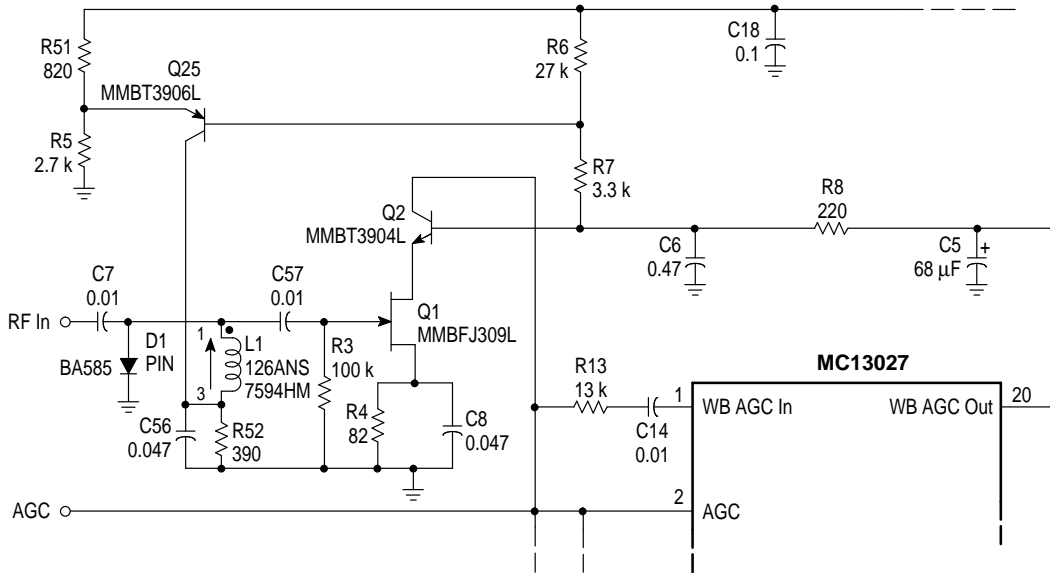 R51
820
Q25
MMBT3906L
R6
27 k
C18
0.1
R5
2.7 k
R7
3.3 k
R8
220
Q2
MMBT3904L
C6
0.47
C5
68 µF
+
C7
0.01
C57
0.01
RF In
Q1
MMBFJ309L
D1
PIN
BA585
1
L1
126ANS
7594HM
3
R3
100 k
R13
13 k
MC13027
1
WB AGC In
WB AGC Out
20
C14
0.01
C56
0.047
R52
390
R4
82
C8
0.047
AGC
2
AGC